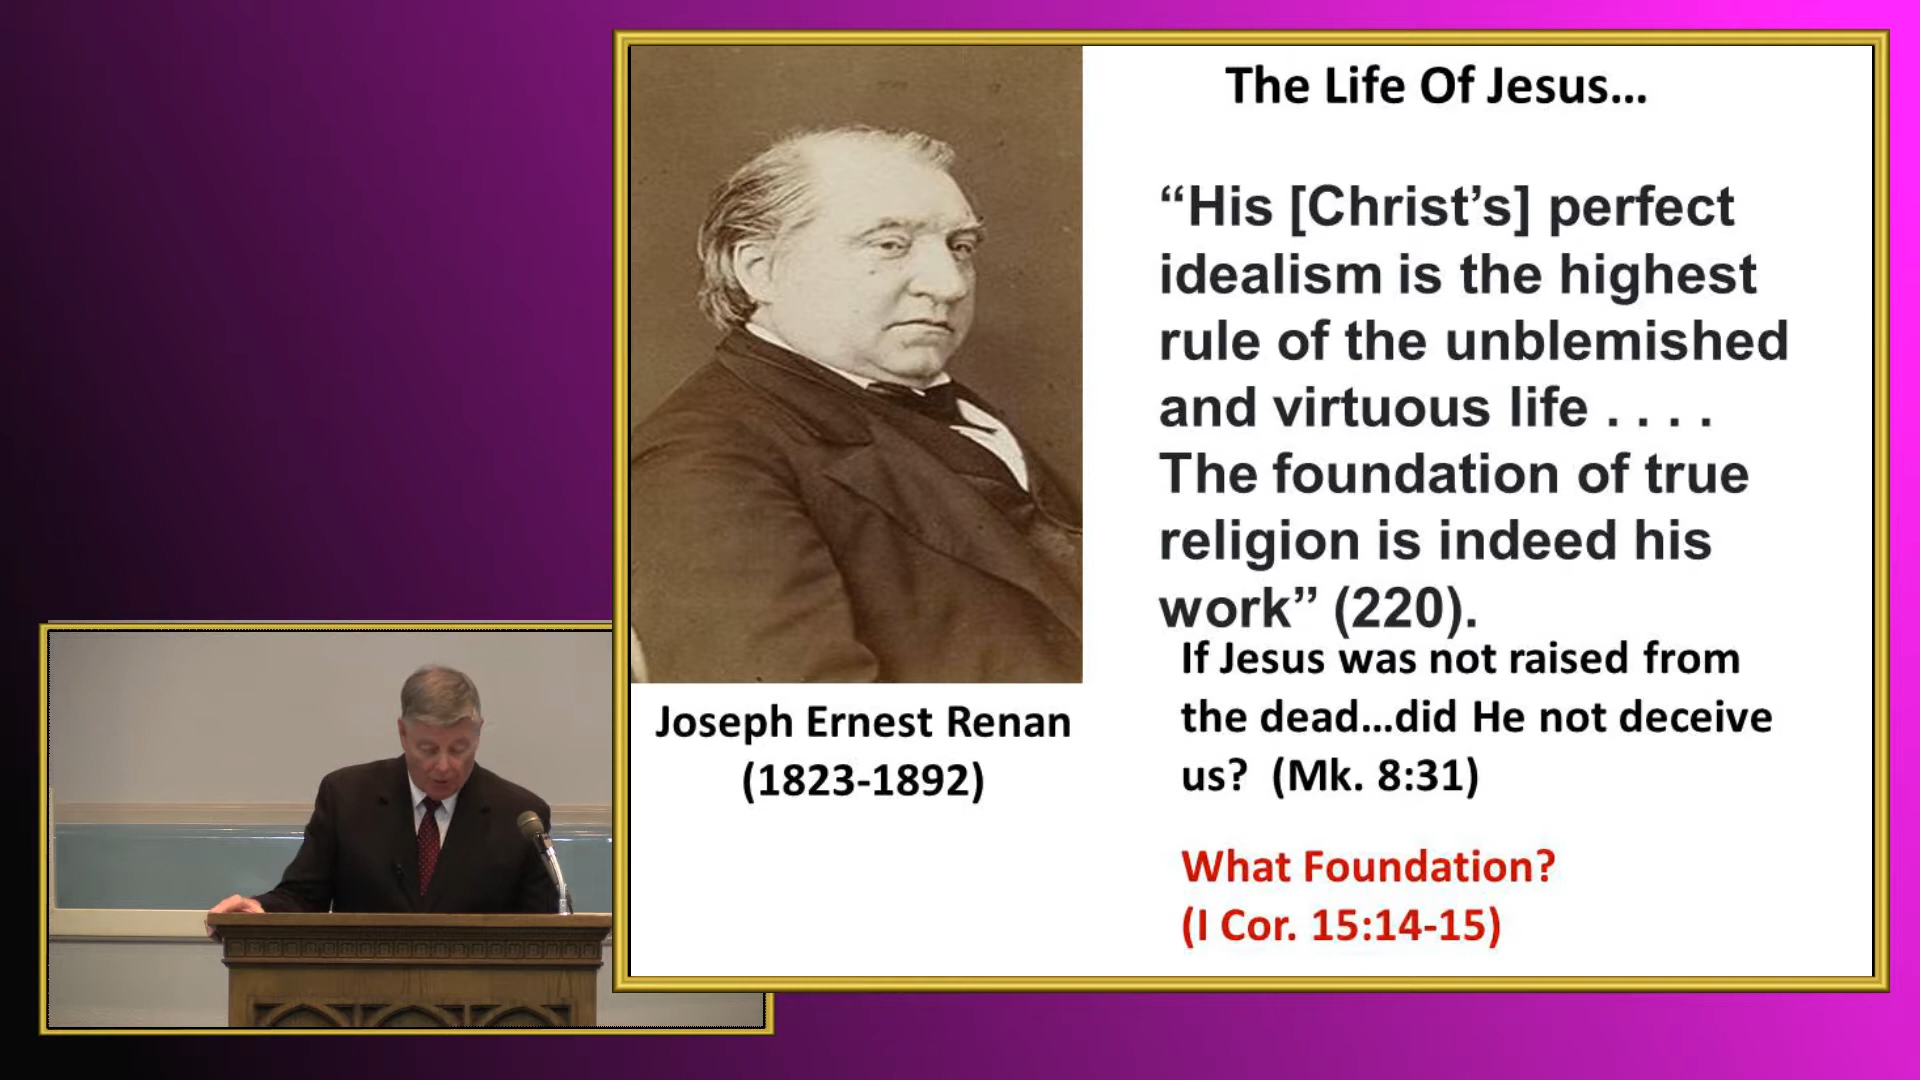 The Life Of Jesus...
“His [Christ’s] perfect
idealism is the highest
rule of the unblemished
and virtuous life . . . .
The foundation of true
religion is indeed his
work” (220).
If Jesus was not raised from
the dead...did He not deceive
us? (Mk. 8:31)
What Foundation?
(I Cor. 15:14-15)
Joseph Ernest Renan
(1823-1892)